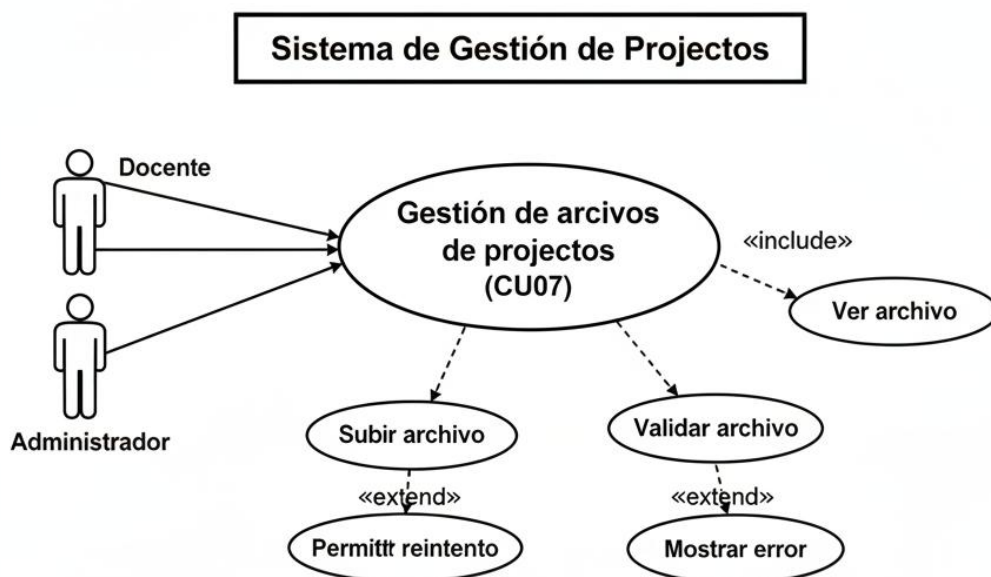 Sistema de Gestión de Projectos
Docente
Gestión de arcivos
de projectos
(CU07)
«include»
Ver archivo
Administrador
Subir archivo
Validar archivo
«extend»
«extend»
Permittt reintento
Mostrar error